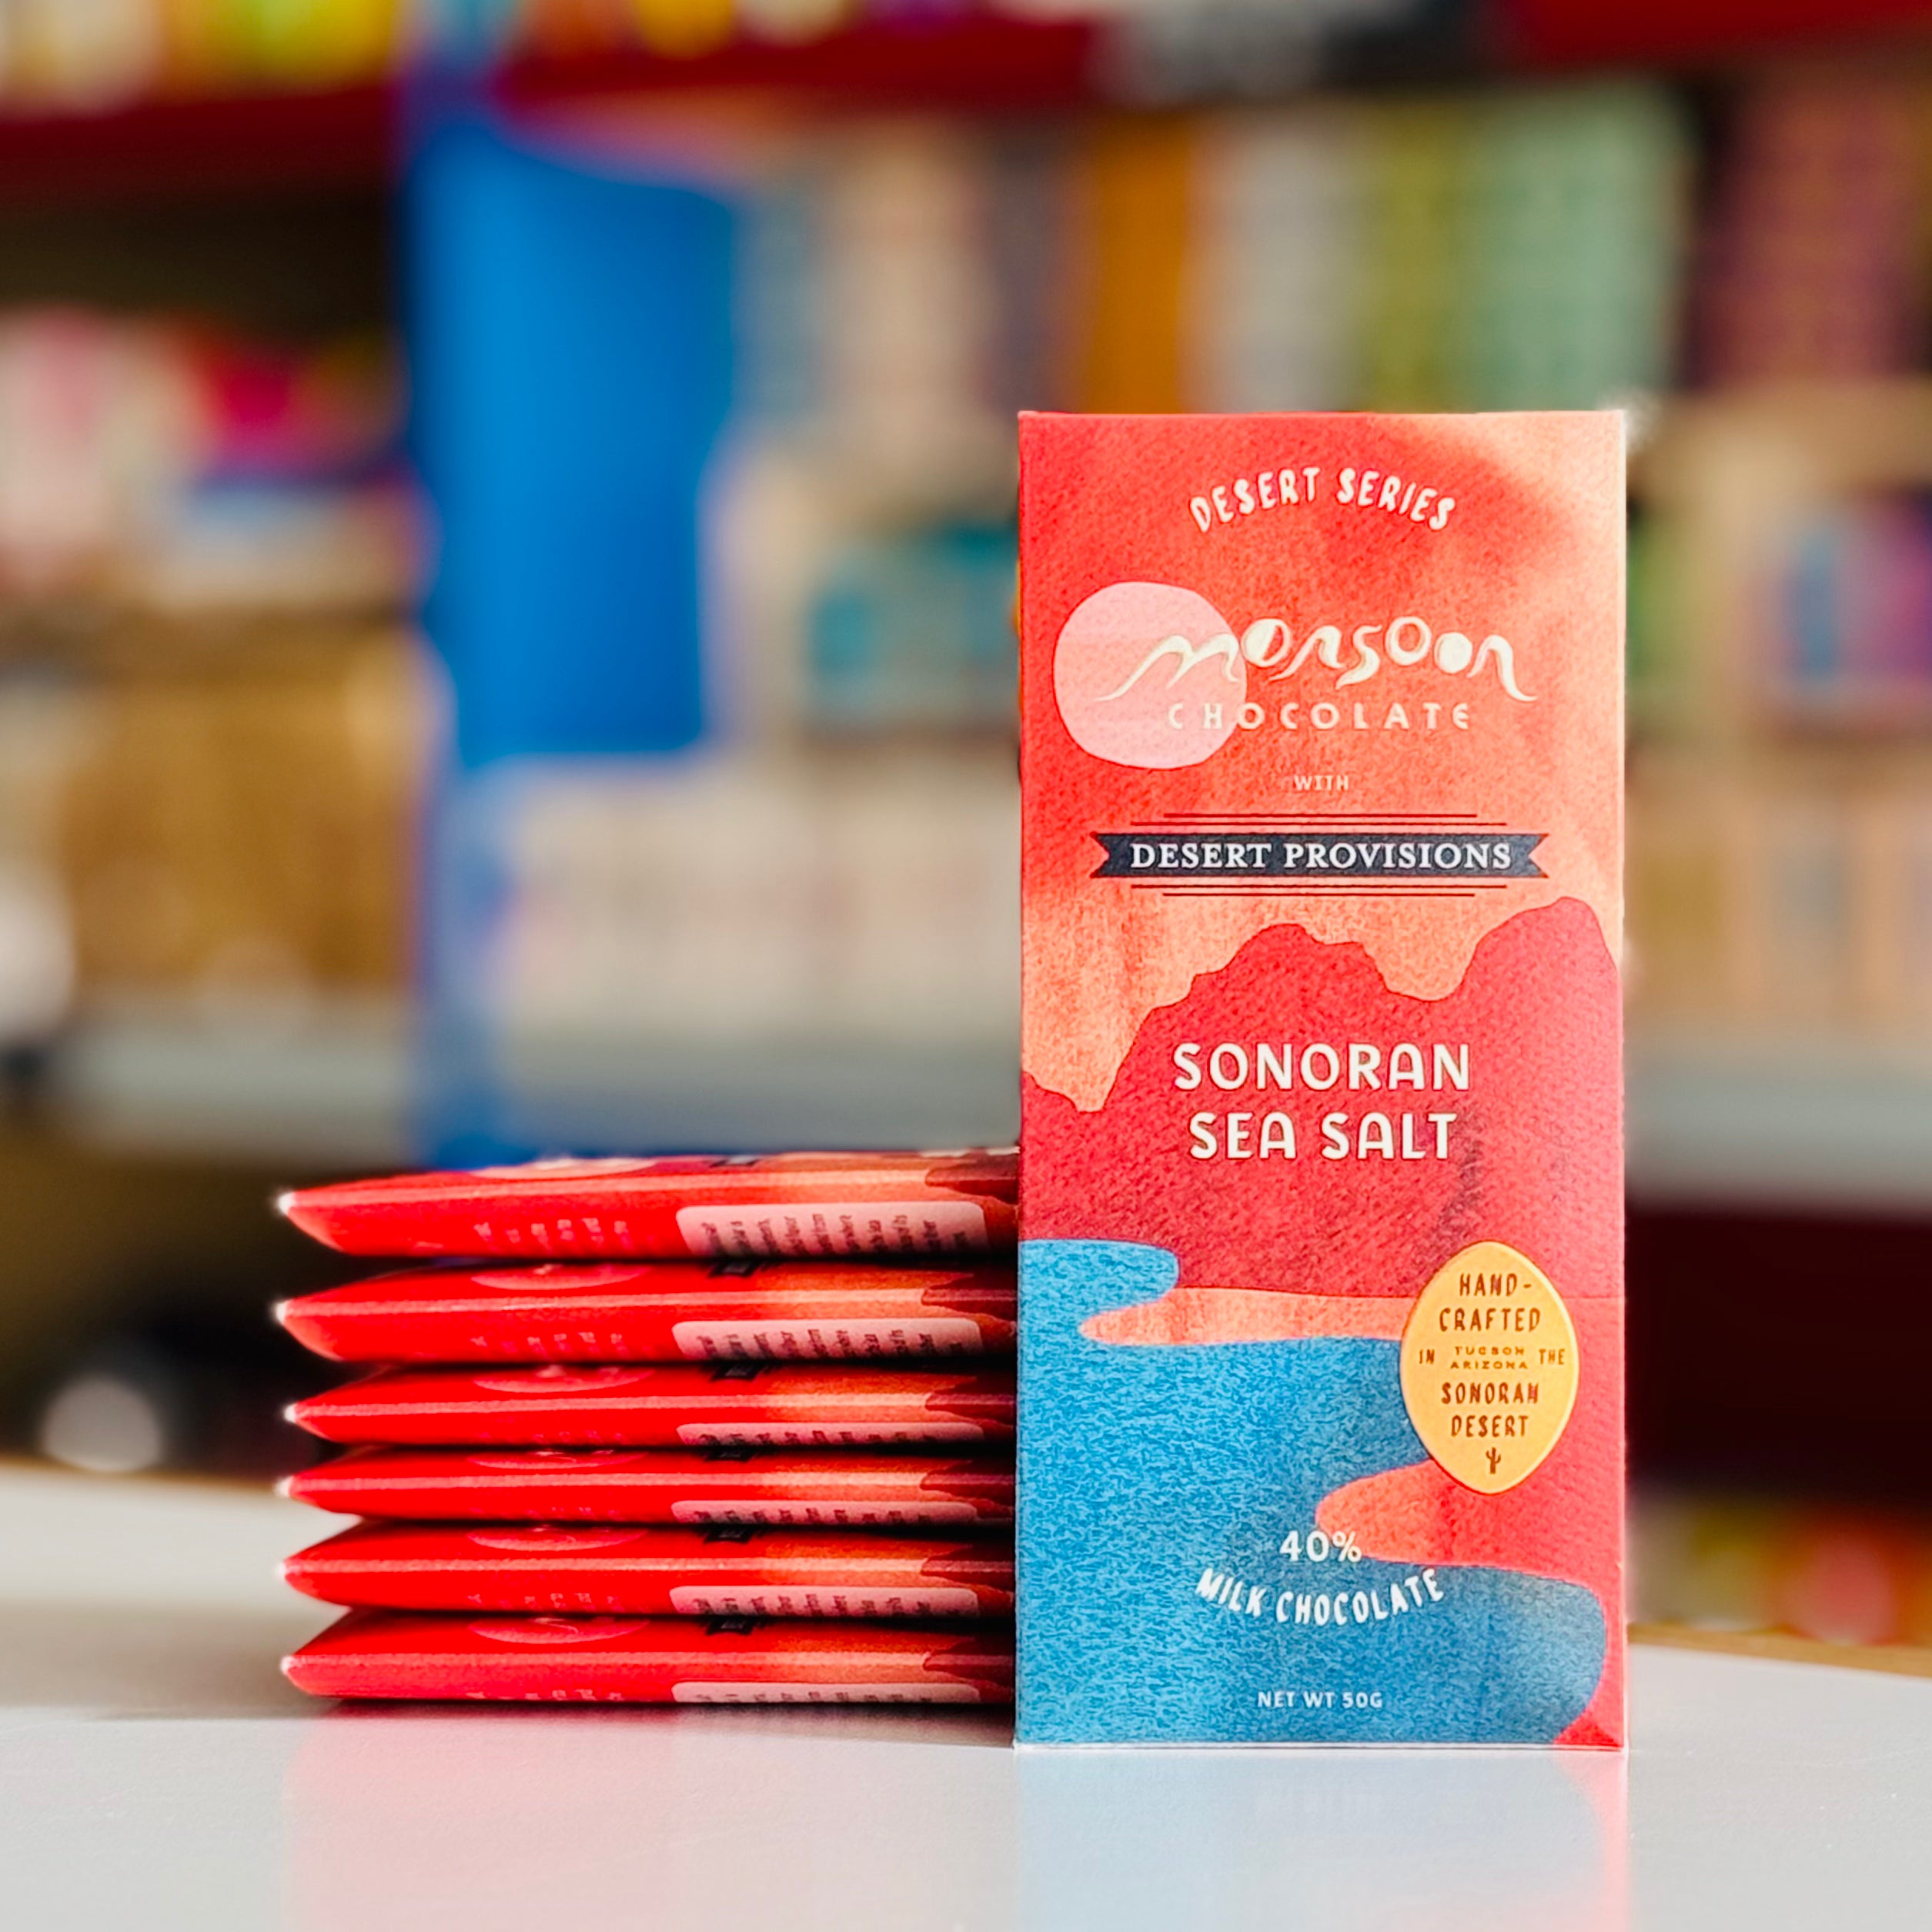 DESERT SERIES
monsoon
CHOCOLATE
WITH
DESERT PROVISIONS
SONORAN
SEA SALT
HAND-
CRAFTED
IN TUCSON ARIZONA THE
SONORAN
DESERT
40%
MILK CHOCOLATE
NET WT 50G